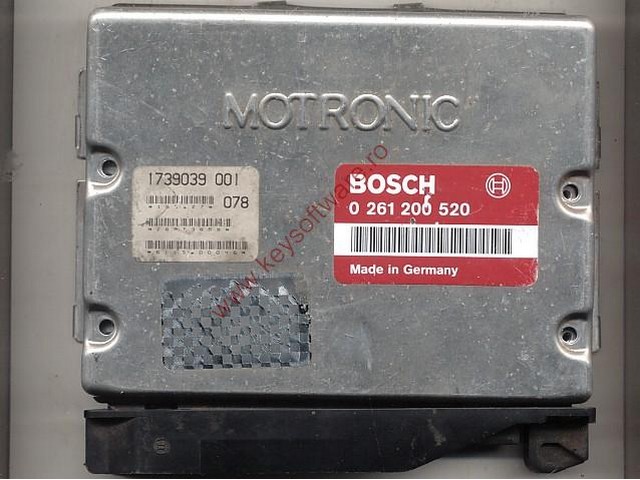 MOTRONIC
1739039 001
078
BOSCH
0 261 200 520
Made in Germany
www.keysoftware.ro